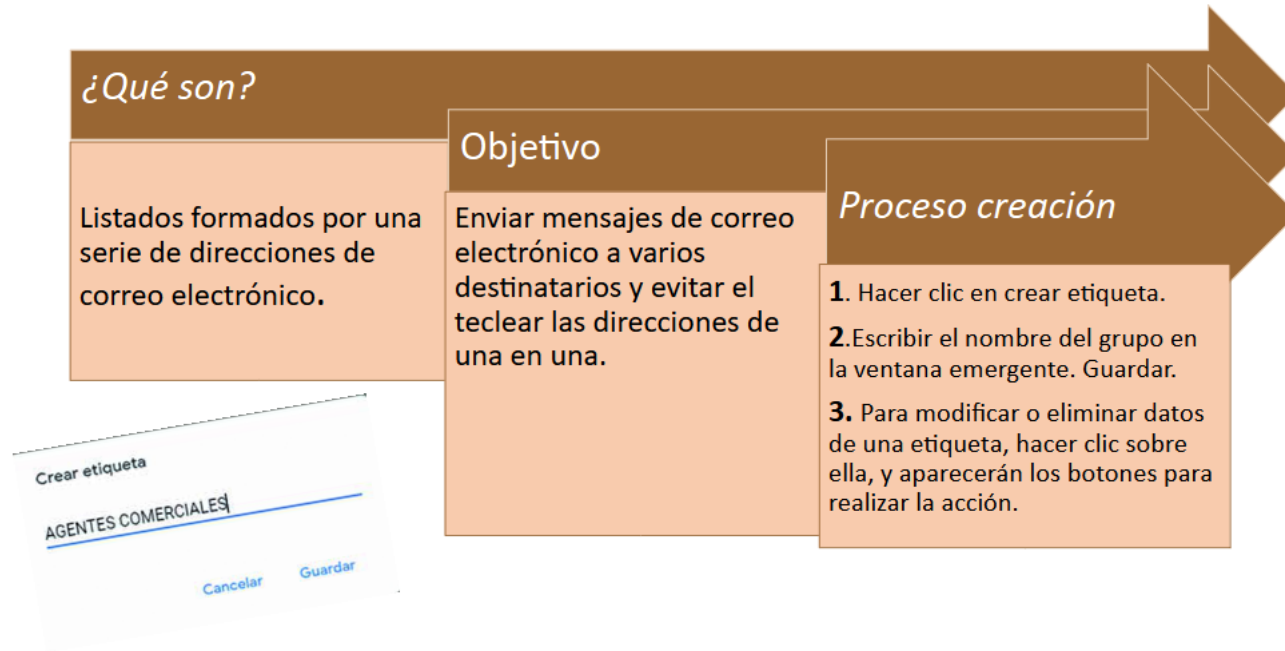 ¿Qué son?
Listados formados por una
serie de direcciones de
correo electrónico.
Objetivo
Enviar mensajes de correo
electrónico a varios
destinatarios y evitar el
teclear las direcciones de
una en una.
Proceso creación
1. Hacer clic en crear etiqueta.
2.Escribir el nombre del grupo en
la ventana emergente. Guardar.
3. Para modificar o eliminar datos
de una etiqueta, hacer clic sobre
ella, y aparecerán los botones para
realizar la acción.
Crear etiqueta
AGENTES COMERCIALES
Cancelar Guardar